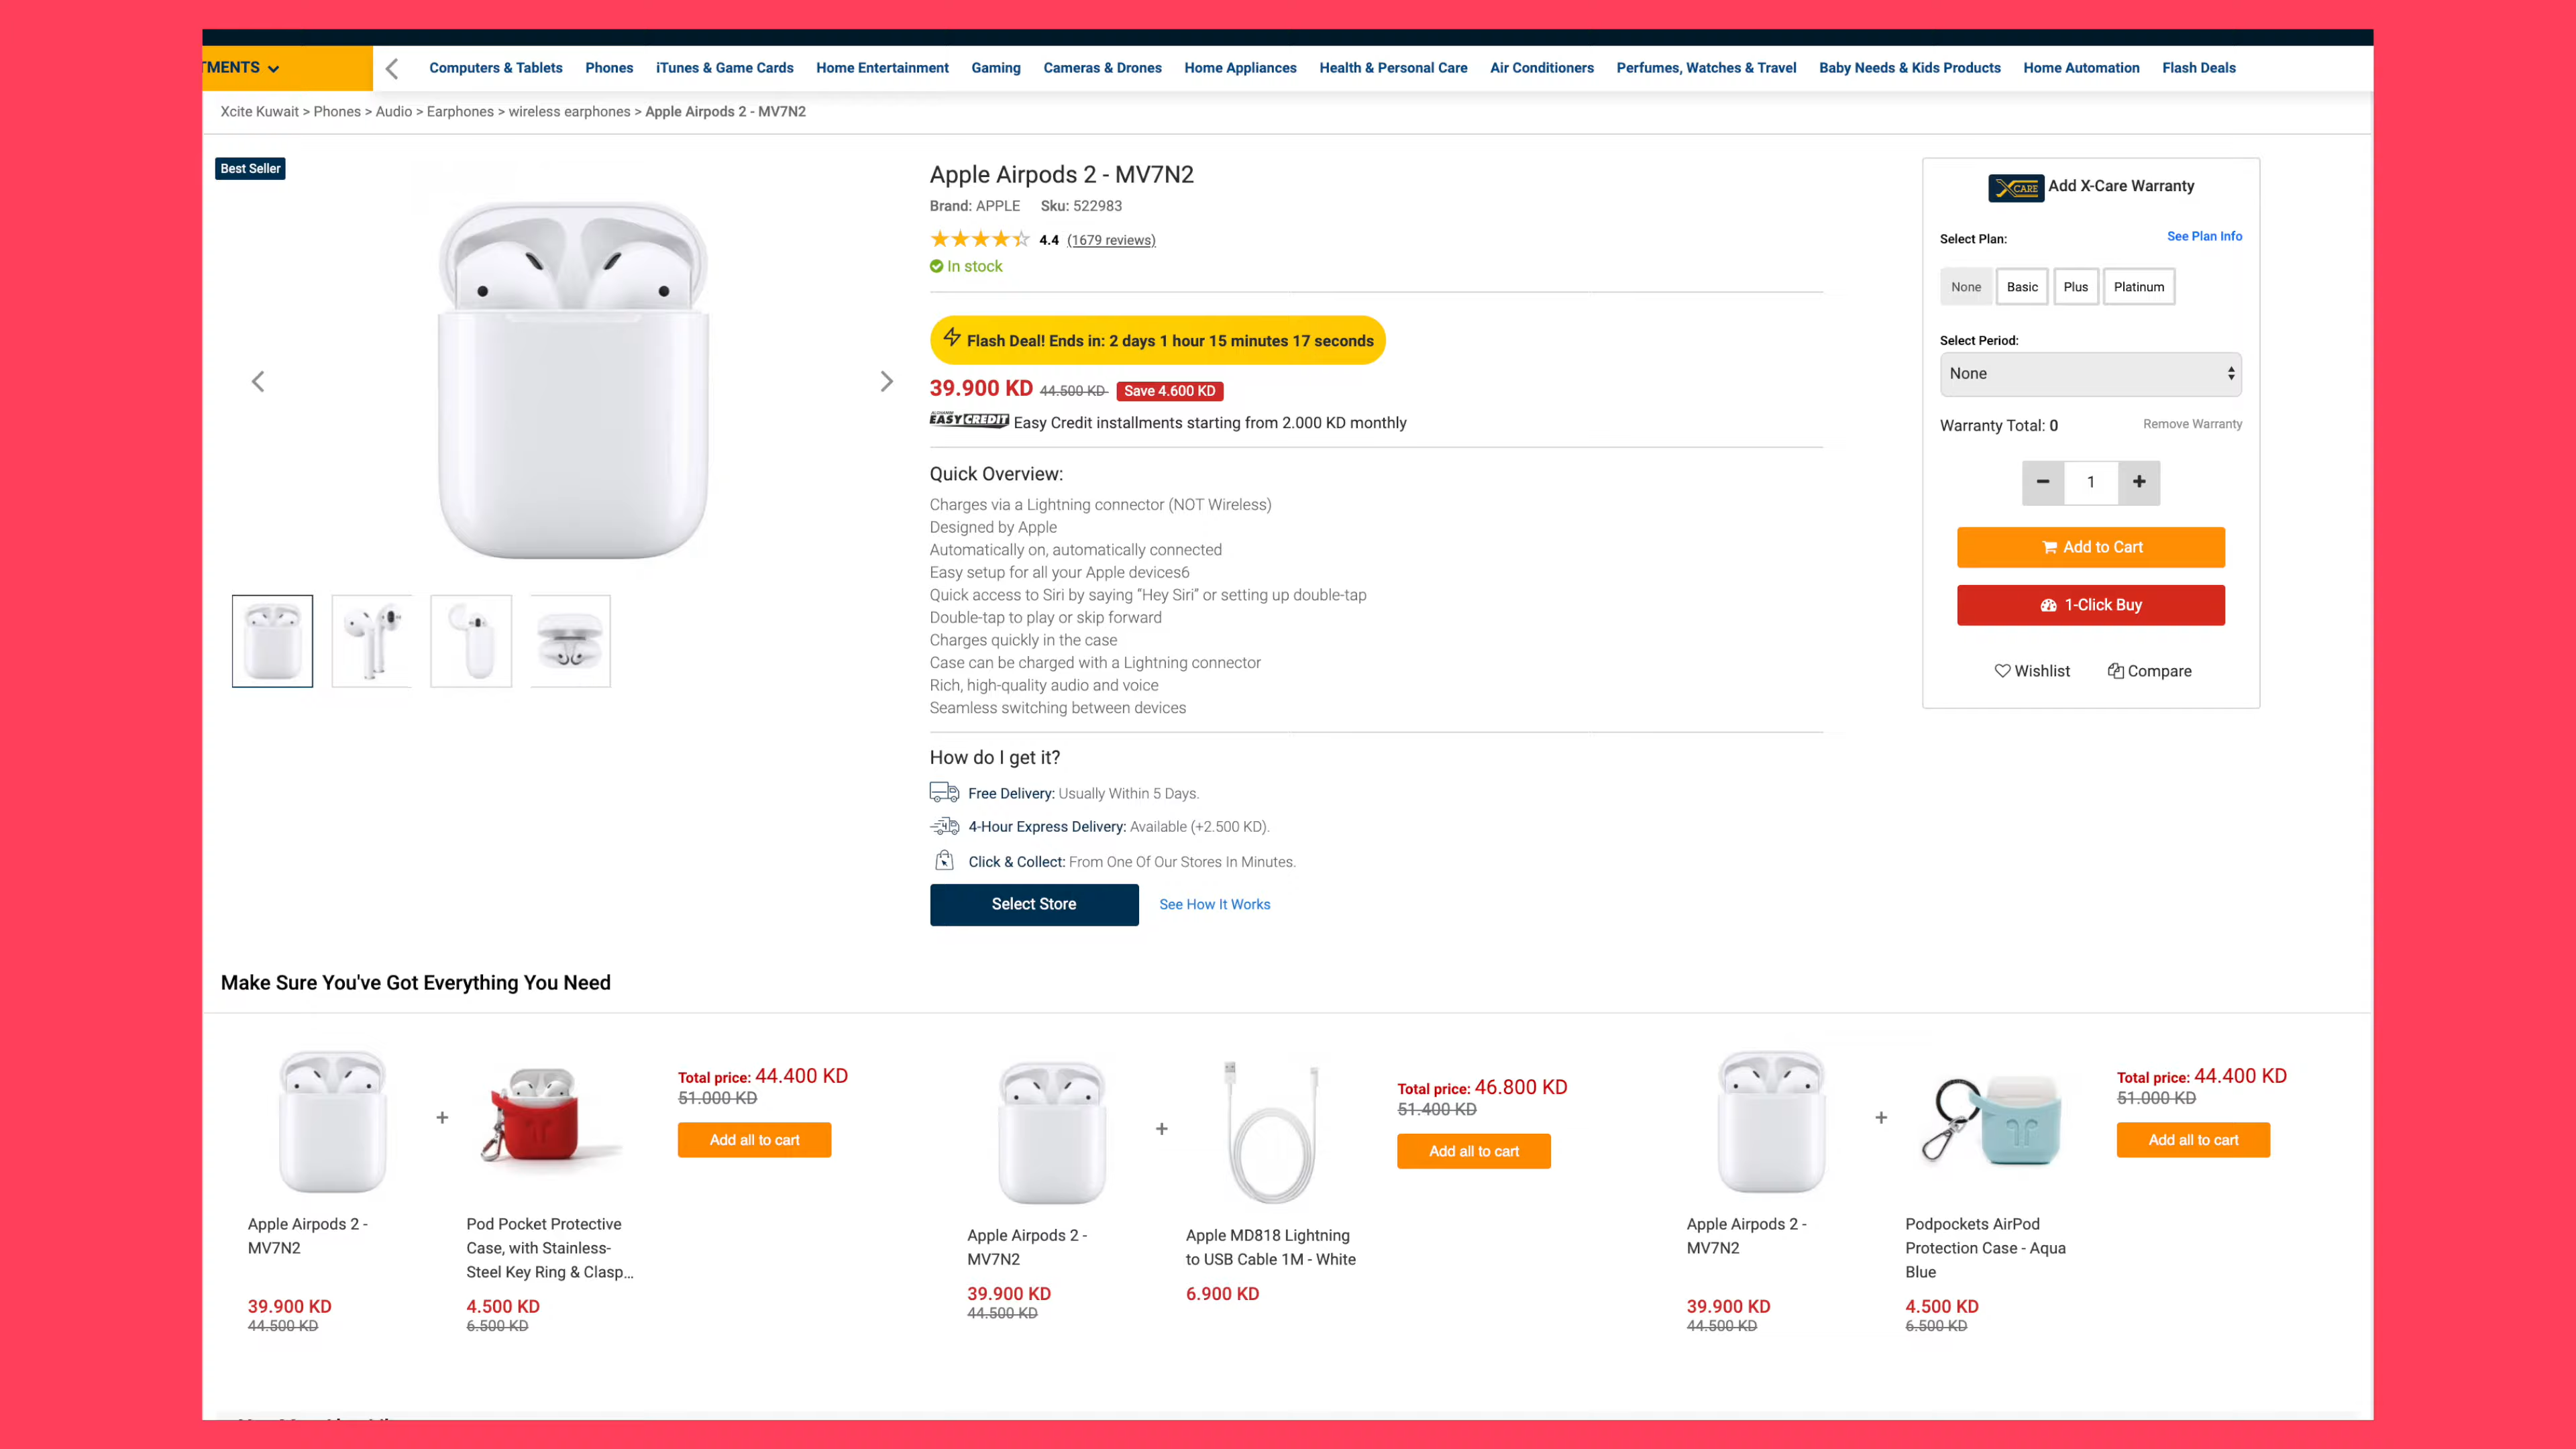 TMENTS
Computers & Tablets Phones iTunes & Game Cards Home Entertainment Gaming Cameras & Drones Home Appliances Health & Personal Care Air Conditioners Perfumes, Watches & Travel Baby Needs & Kids Products Home Automation Flash Deals
Xcite Kuwait > Phones > Audio > Earphones > wireless earphones > Apple Airpods 2 - MV7N2
Best Seller
Apple Airpods 2 - MV7N2
Brand: APPLE Sku: 522983
4.4 (1679 reviews)
In stock
Flash Deal! Ends in: 2 days 1 hour 15 minutes 17 seconds
39.900 KD 44.500 KD Save 4.600 KD
EASY CREDIT Easy Credit installments starting from 2.000 KD monthly
Quick Overview:
Charges via a Lightning connector (NOT Wireless)
Designed by Apple
Automatically on, automatically connected
Easy setup for all your Apple devices6
Quick access to Siri by saying “Hey Siri” or setting up double-tap
Double-tap to play or skip forward
Charges quickly in the case
Case can be charged with a Lightning connector
Rich, high-quality audio and voice
Seamless switching between devices
How do I get it?
Free Delivery: Usually Within 5 Days.
4-Hour Express Delivery: Available (+2.500 KD).
Click & Collect: From One Of Our Stores In Minutes.
Select Store See How It Works
XCARE Add X-Care Warranty
Select Plan: See Plan Info
None Basic Plus Platinum
Select Period:
None
Warranty Total: 0 Remove Warranty
− 1 +
Add to Cart
1-Click Buy
Wishlist Compare
Make Sure You've Got Everything You Need
+
Total price: 44.400 KD
51.000 KD
Add all to cart
Apple Airpods 2 -
MV7N2
39.900 KD
44.500 KD
Pod Pocket Protective
Case, with Stainless-
Steel Key Ring & Clasp...
4.500 KD
6.500 KD
+
Total price: 46.800 KD
51.400 KD
Add all to cart
Apple Airpods 2 -
MV7N2
39.900 KD
44.500 KD
Apple MD818 Lightning
to USB Cable 1M - White
6.900 KD
+
Total price: 44.400 KD
51.000 KD
Add all to cart
Apple Airpods 2 -
MV7N2
39.900 KD
44.500 KD
Podpockets AirPod
Protection Case - Aqua
Blue
4.500 KD
6.500 KD